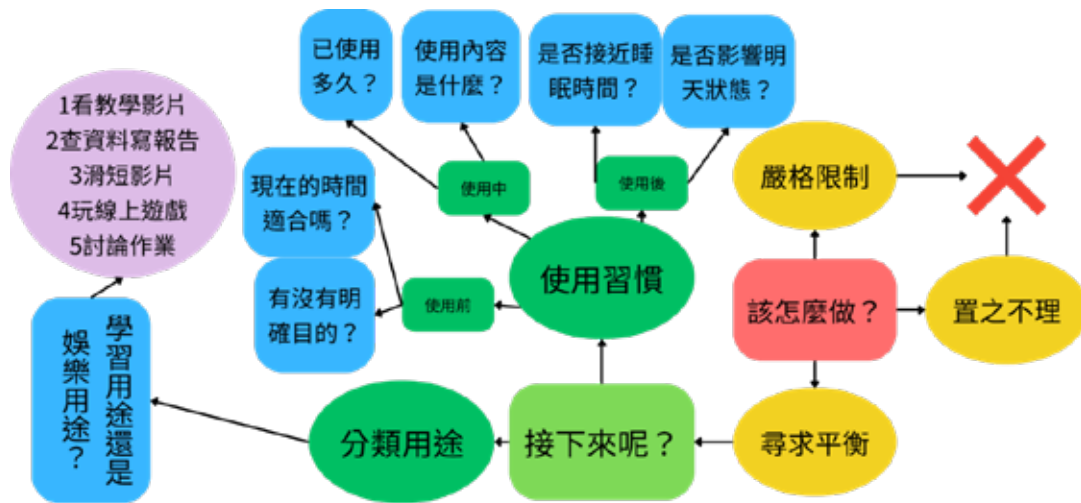 已使用
多久？
使用內容
是什麼？
是否接近睡
眠時間？
是否影響明
天狀態？
1看教學影片
2查資料寫報告
3滑短影片
4玩線上遊戲
5討論作業
使用中
使用後
嚴格限制
現在的時間
適合嗎？
使用習慣
有沒有明
確目的？
使用前
該怎麼做？
置之不理
學習用途還是
娛樂用途？
分類用途
接下來呢？
尋求平衡